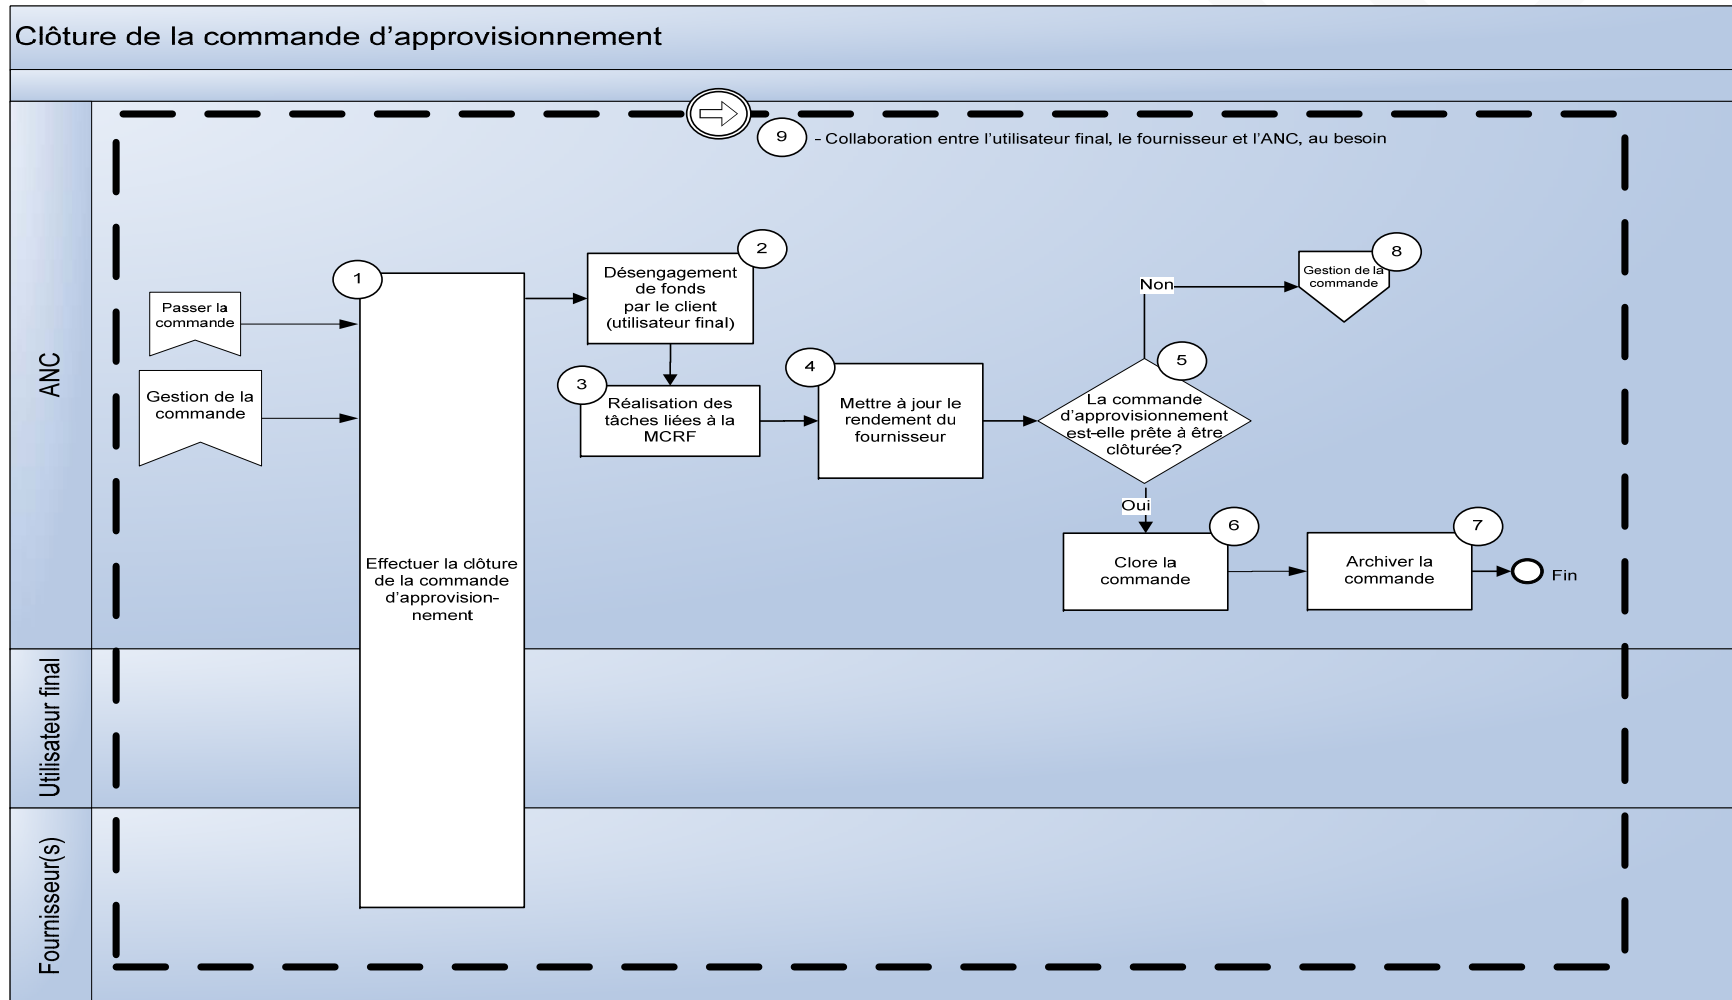 Clôture de la commande d’approvisionnement
ANC
9
- Collaboration entre l’utilisateur final, le fournisseur et l’ANC, au besoin
Passer la
commande
Gestion de la
commande
1
Effectuer la clôture
de la commande
d’approvision-
nement
2
Désengagement
de fonds
par le client
(utilisateur final)
3
Réalisation des
tâches liées à la
MCRF
4
Mettre à jour le
rendement du
fournisseur
5
La commande
d’approvisionnement
est-elle prête à être
clôturée?
Non
8
Gestion de la
commande
Oui
6
Clore la
commande
7
Archiver la
commande
Fin
Utilisateur final
Fournisseur(s)